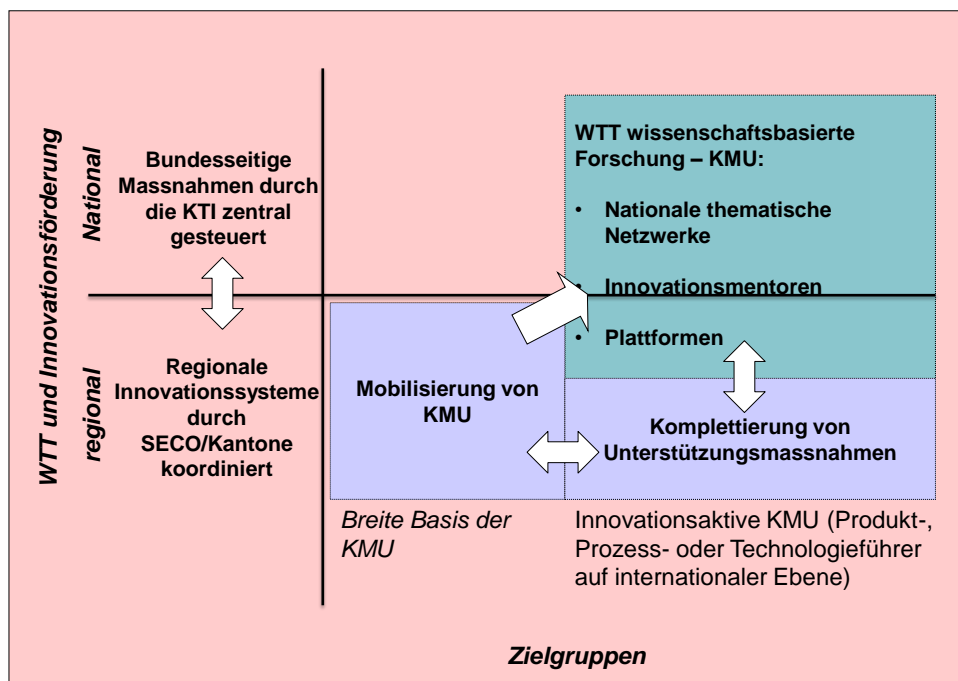 WTT und Innovationsförderung
National
regional
Bundesseitige
Massnahmen durch
die KTI zentral
gesteuert
Regionale
Innovationssysteme
durch
SECO/Kantone
koordiniert
WTT wissenschaftsbasierte
Forschung – KMU:
• Nationale thematische
Netzwerke
• Innovationsmentoren
• Plattformen
Mobilisierung von
KMU
Komplettierung von
Unterstützungsmassnahmen
Breite Basis der
KMU
Innovationsaktive KMU (Produkt-,
Prozess- oder Technologieführer
auf internationaler Ebene)
Zielgruppen